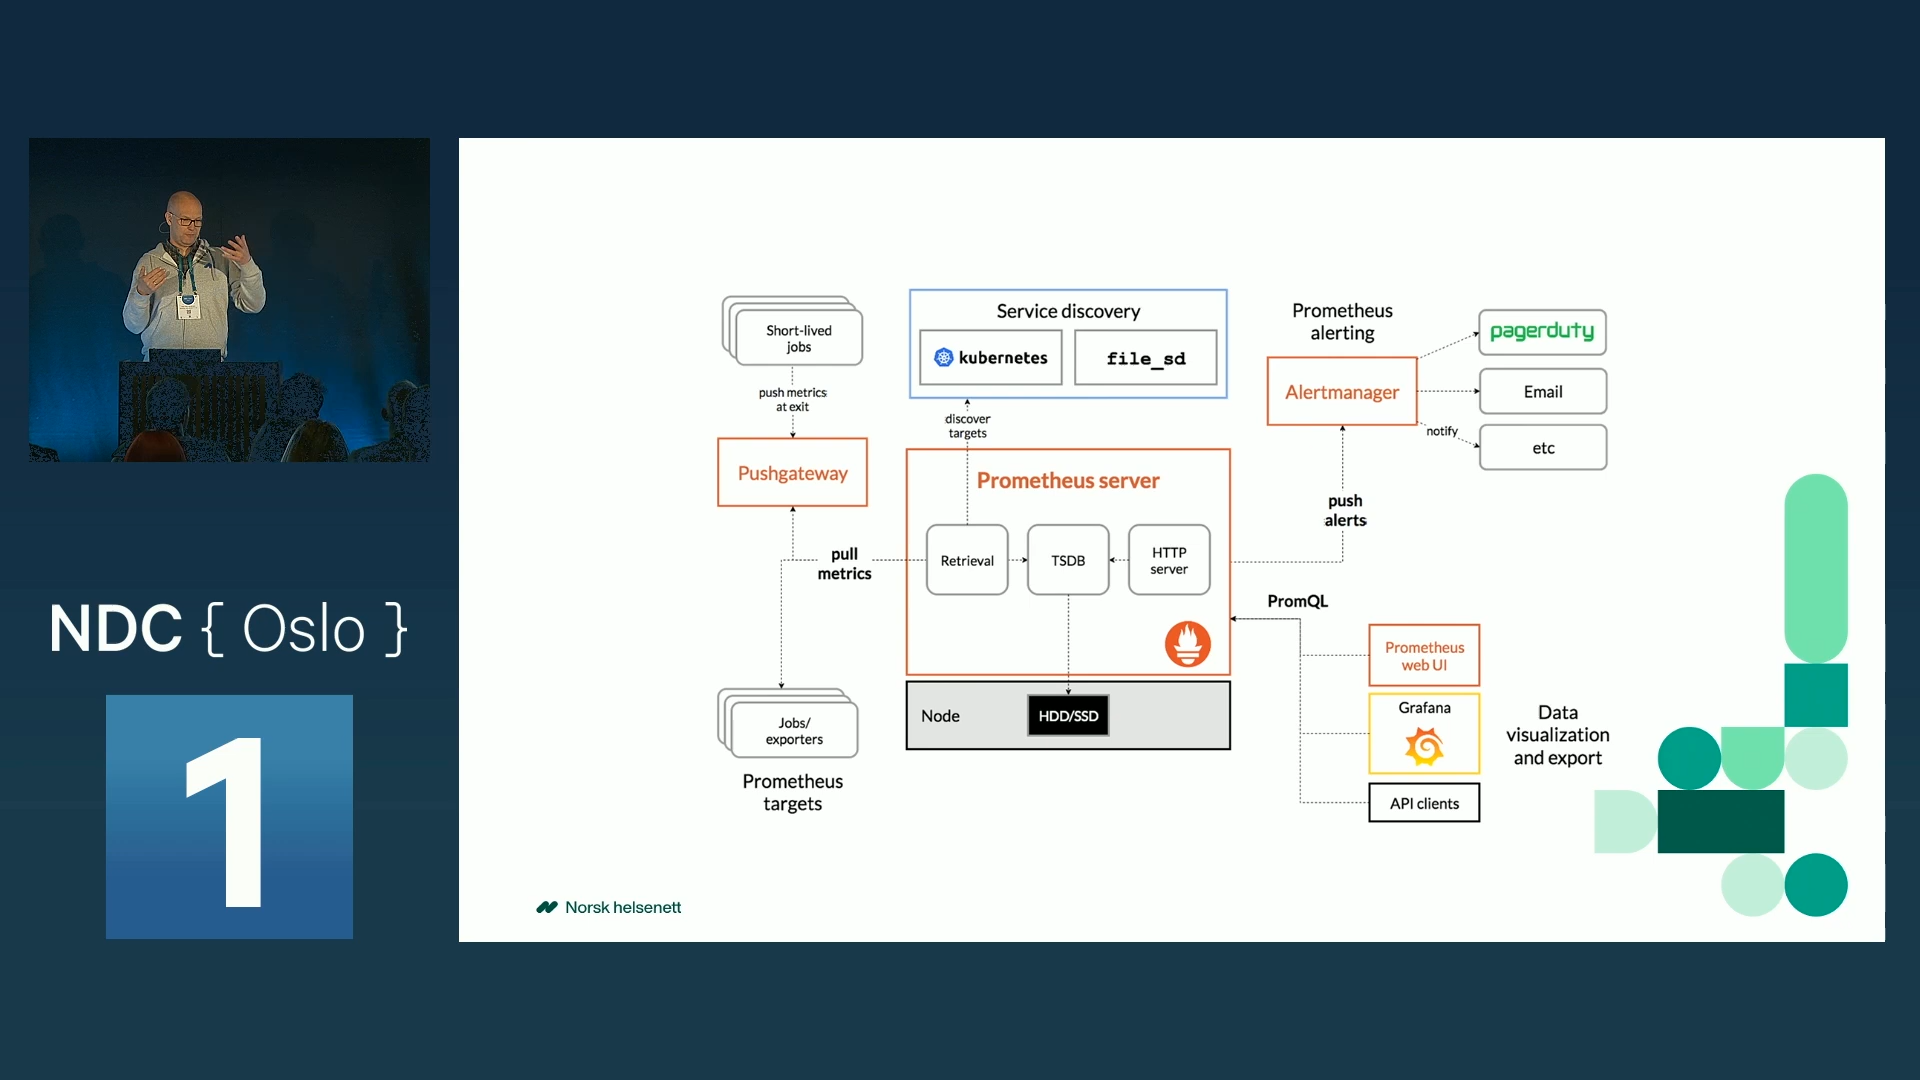 NDC { Oslo }
1
Short-lived
jobs
push metrics
at exit
Pushgateway
pull
metrics
Jobs/
exporters
Prometheus
targets
Service discovery
kubernetes
file_sd
discover
targets
Prometheus server
Retrieval
TSDB
HTTP
server
Node
HDD/SSD
Prometheus
alerting
Alertmanager
pagerduty
Email
notify
etc
push
alerts
PromQL
Prometheus
web UI
Grafana
API clients
Data
visualization
and export
Norsk helsenett